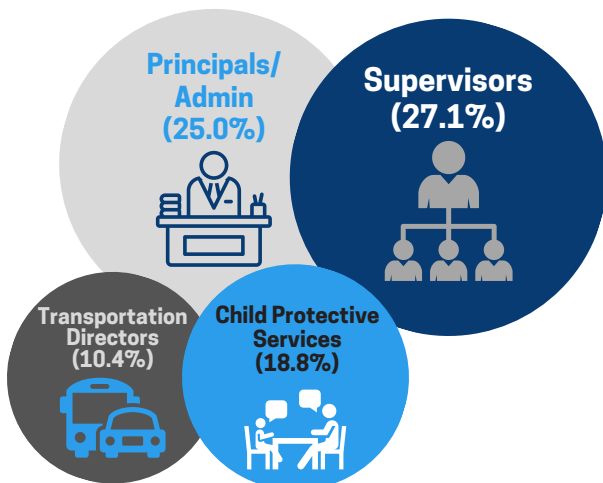 Principals/
Admin
(25.0%)
Supervisors
(27.1%)
Transportation
Directors
(10.4%)
Child Protective
Services
(18.8%)